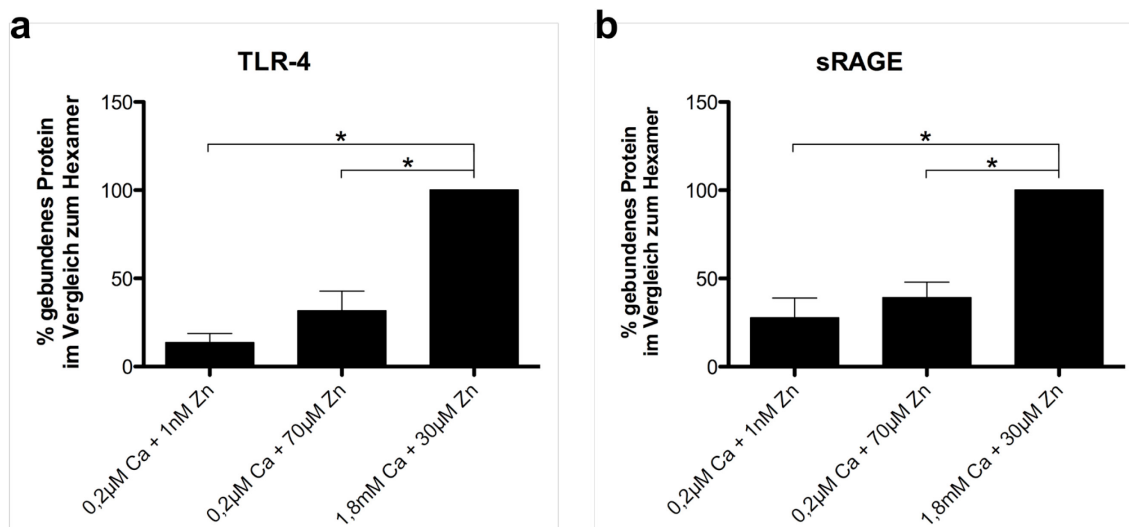 a
TLR-4
% gebundenes Protein
im Vergleich zum Hexamer
150
100
50
0
*
*
0,2µM Ca + 1nM Zn
0,2µM Ca + 70µM Zn
1,8mM Ca + 30µM Zn
b
sRAGE
% gebundenes Protein
im Vergleich zum Hexamer
150
100
50
0
*
*
0,2µM Ca + 1nM Zn
0,2µM Ca + 70µM Zn
1,8mM Ca + 30µM Zn